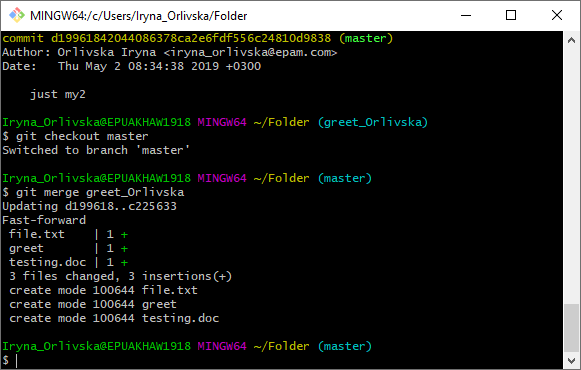 MINGW64:/c/Users/Iryna_Orlivska/Folder
commit d19961842044086378ca2e6fdf556c24810d9838 (master)
Author: Orlivska Iryna <iryna_orlivska@epam.com>
Date:   Thu May 2 08:34:38 2019 +0300
    just my2
Iryna_Orlivska@EPUAKHAW1918 MINGW64 ~/Folder (greet_Orlivska)
$ git checkout master
Switched to branch 'master'
Iryna_Orlivska@EPUAKHAW1918 MINGW64 ~/Folder (master)
$ git merge greet_Orlivska
Updating d199618..c225633
Fast-forward
 file.txt    | 1 +
 greet       | 1 +
 testing.doc | 1 +
 3 files changed, 3 insertions(+)
 create mode 100644 file.txt
 create mode 100644 greet
 create mode 100644 testing.doc
Iryna_Orlivska@EPUAKHAW1918 MINGW64 ~/Folder (master)
$